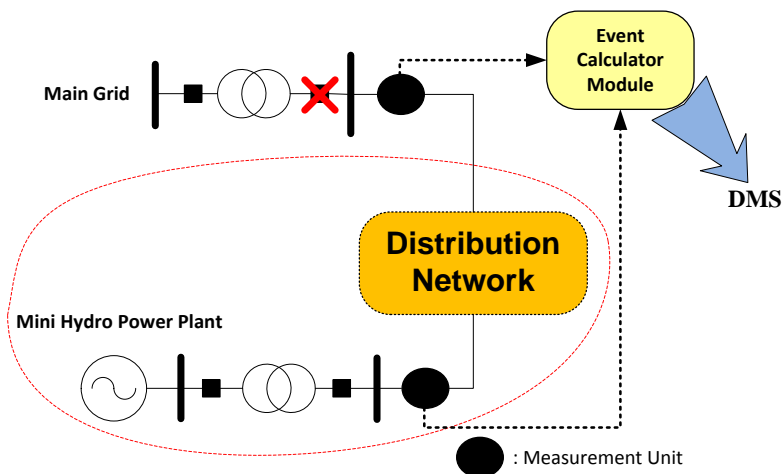 Event
Calculator
Module
Main Grid
DMS
Distribution
Network
Mini Hydro Power Plant
: Measurement Unit